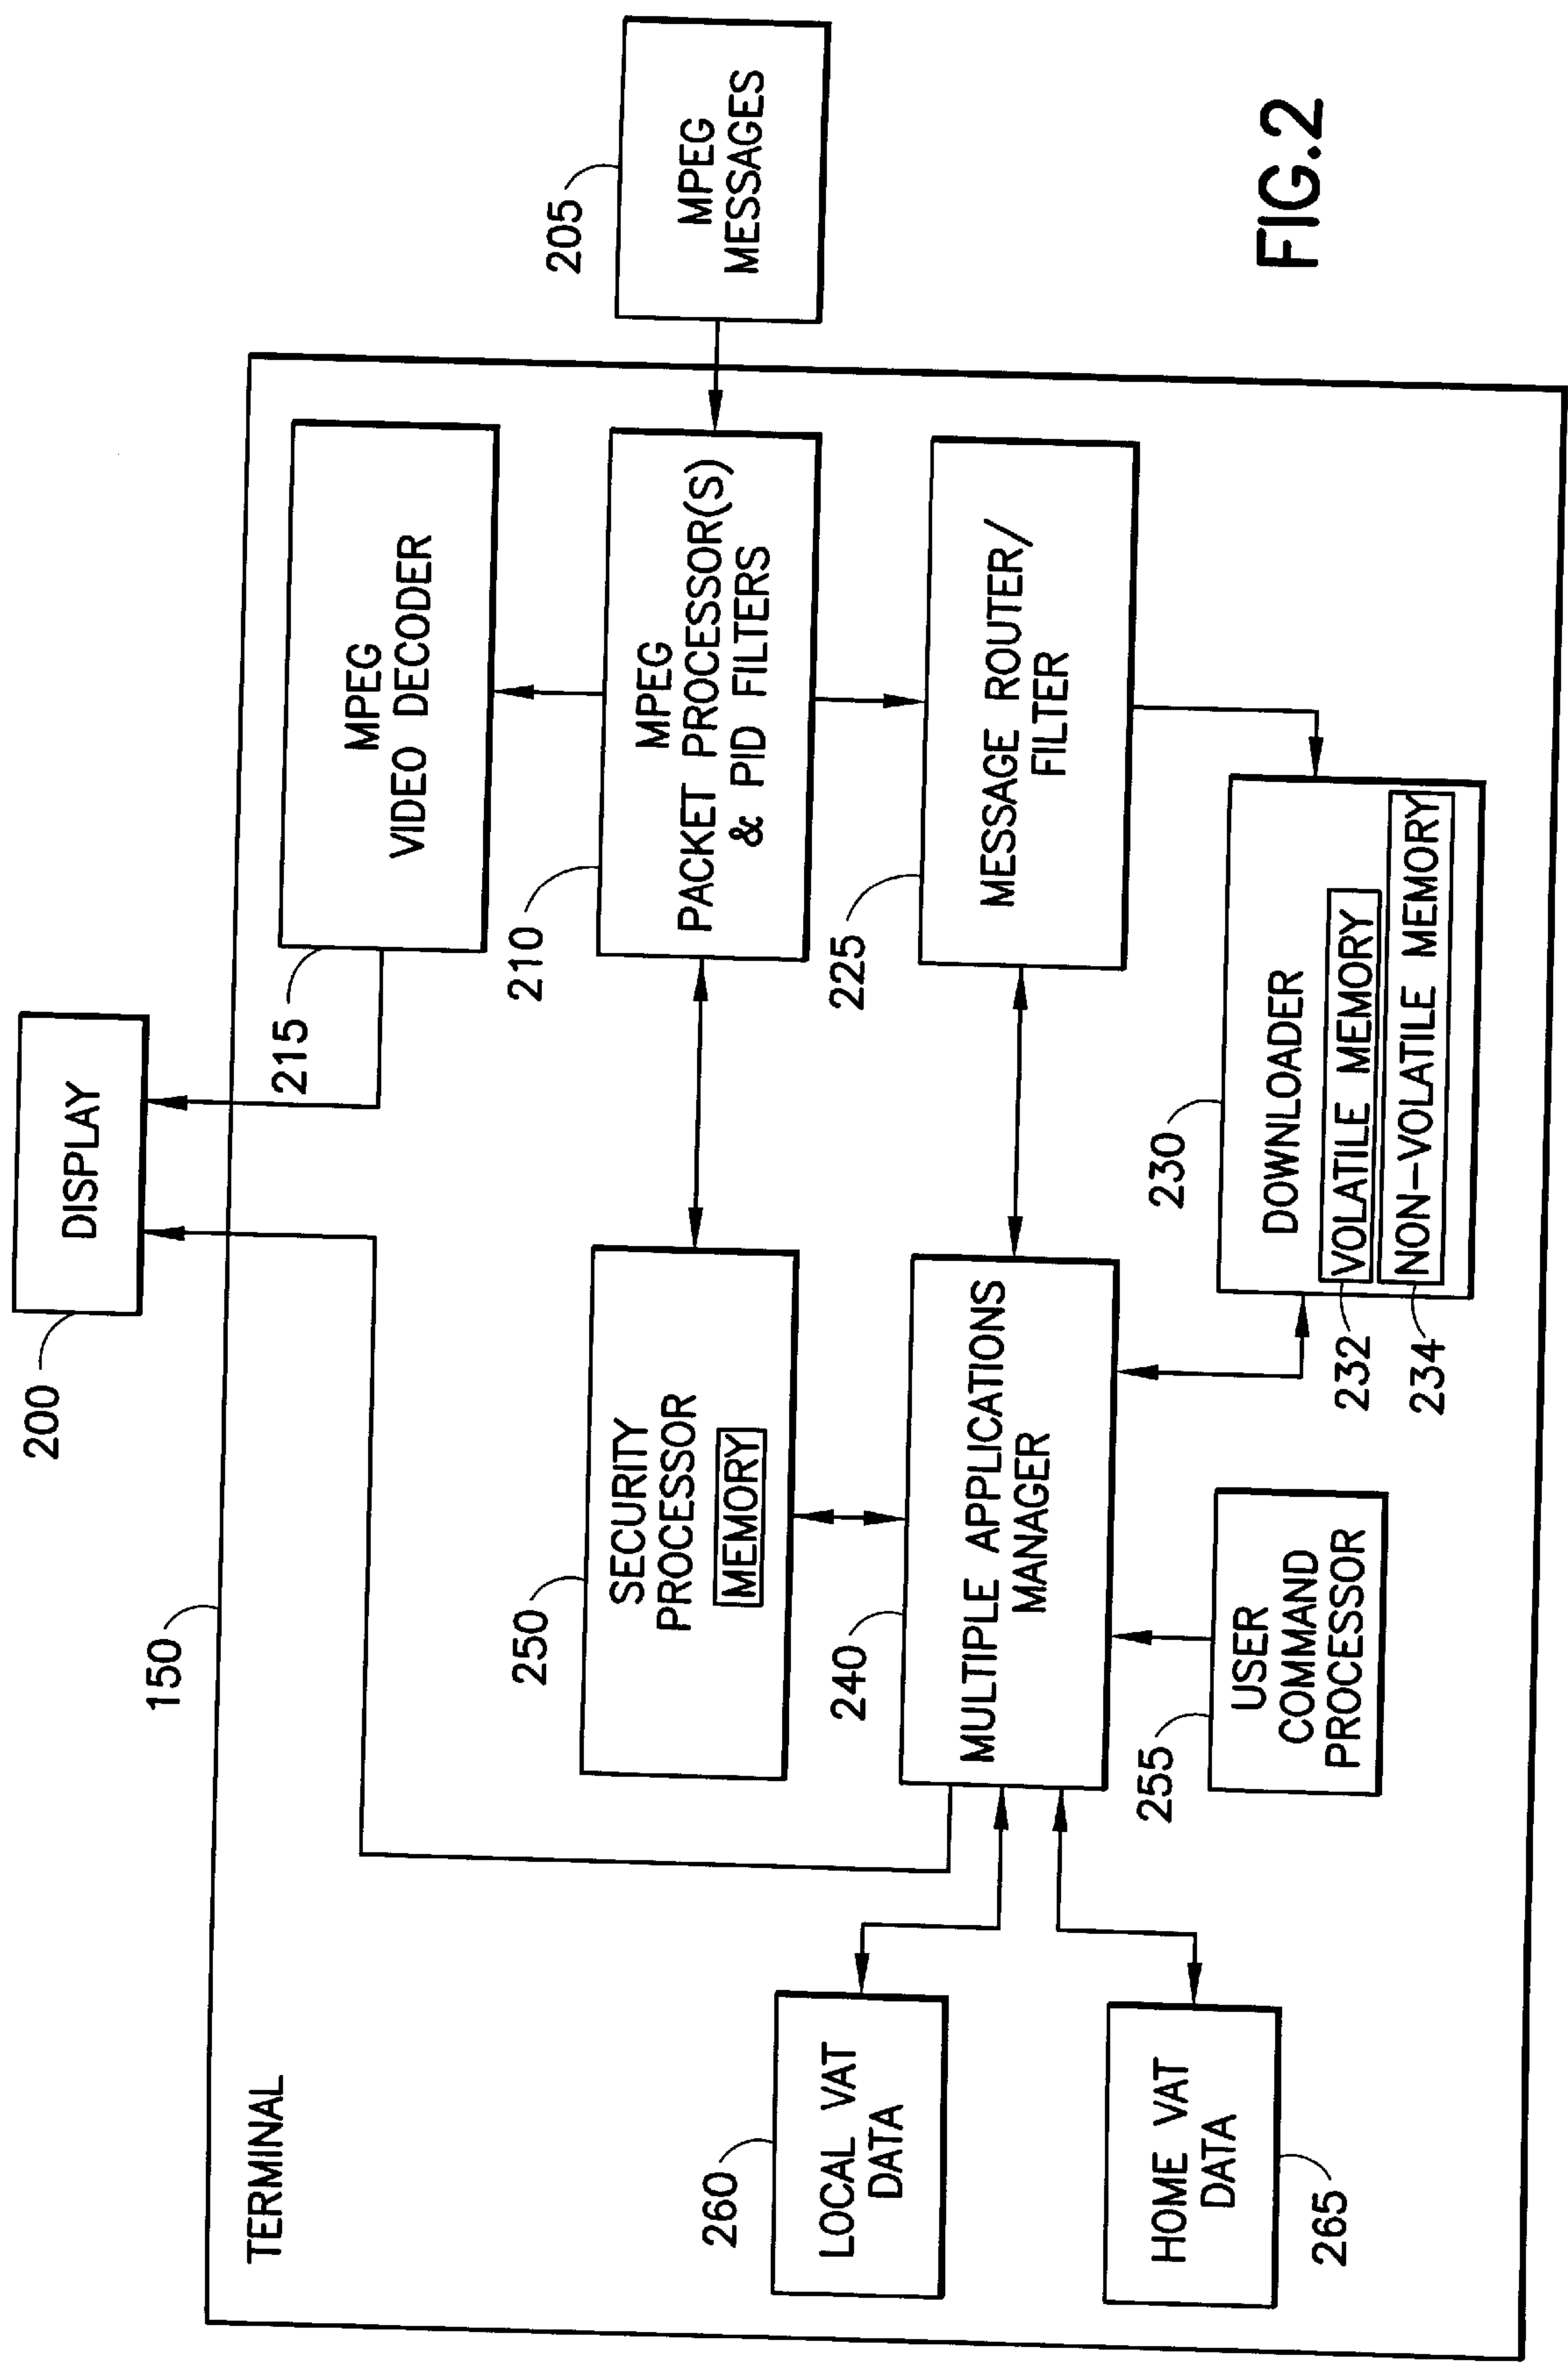 200
DISPLAY
150
TERMINAL
215
MPEG
VIDEO DECODER
205
MPEG
MESSAGES
250
SECURITY
PROCESSOR
MEMORY
210
MPEG
PACKET PROCESSOR(S)
& PID FILTERS
260
LOCAL VAT
DATA
240
MULTIPLE APPLICATIONS
MANAGER
225
MESSAGE ROUTER/
FILTER
HOME VAT
DATA
265
255
USER
COMMAND
PROCESSOR
230
DOWNLOADER
232
VOLATILE MEMORY
234
NON-VOLATILE MEMORY
FIG.2